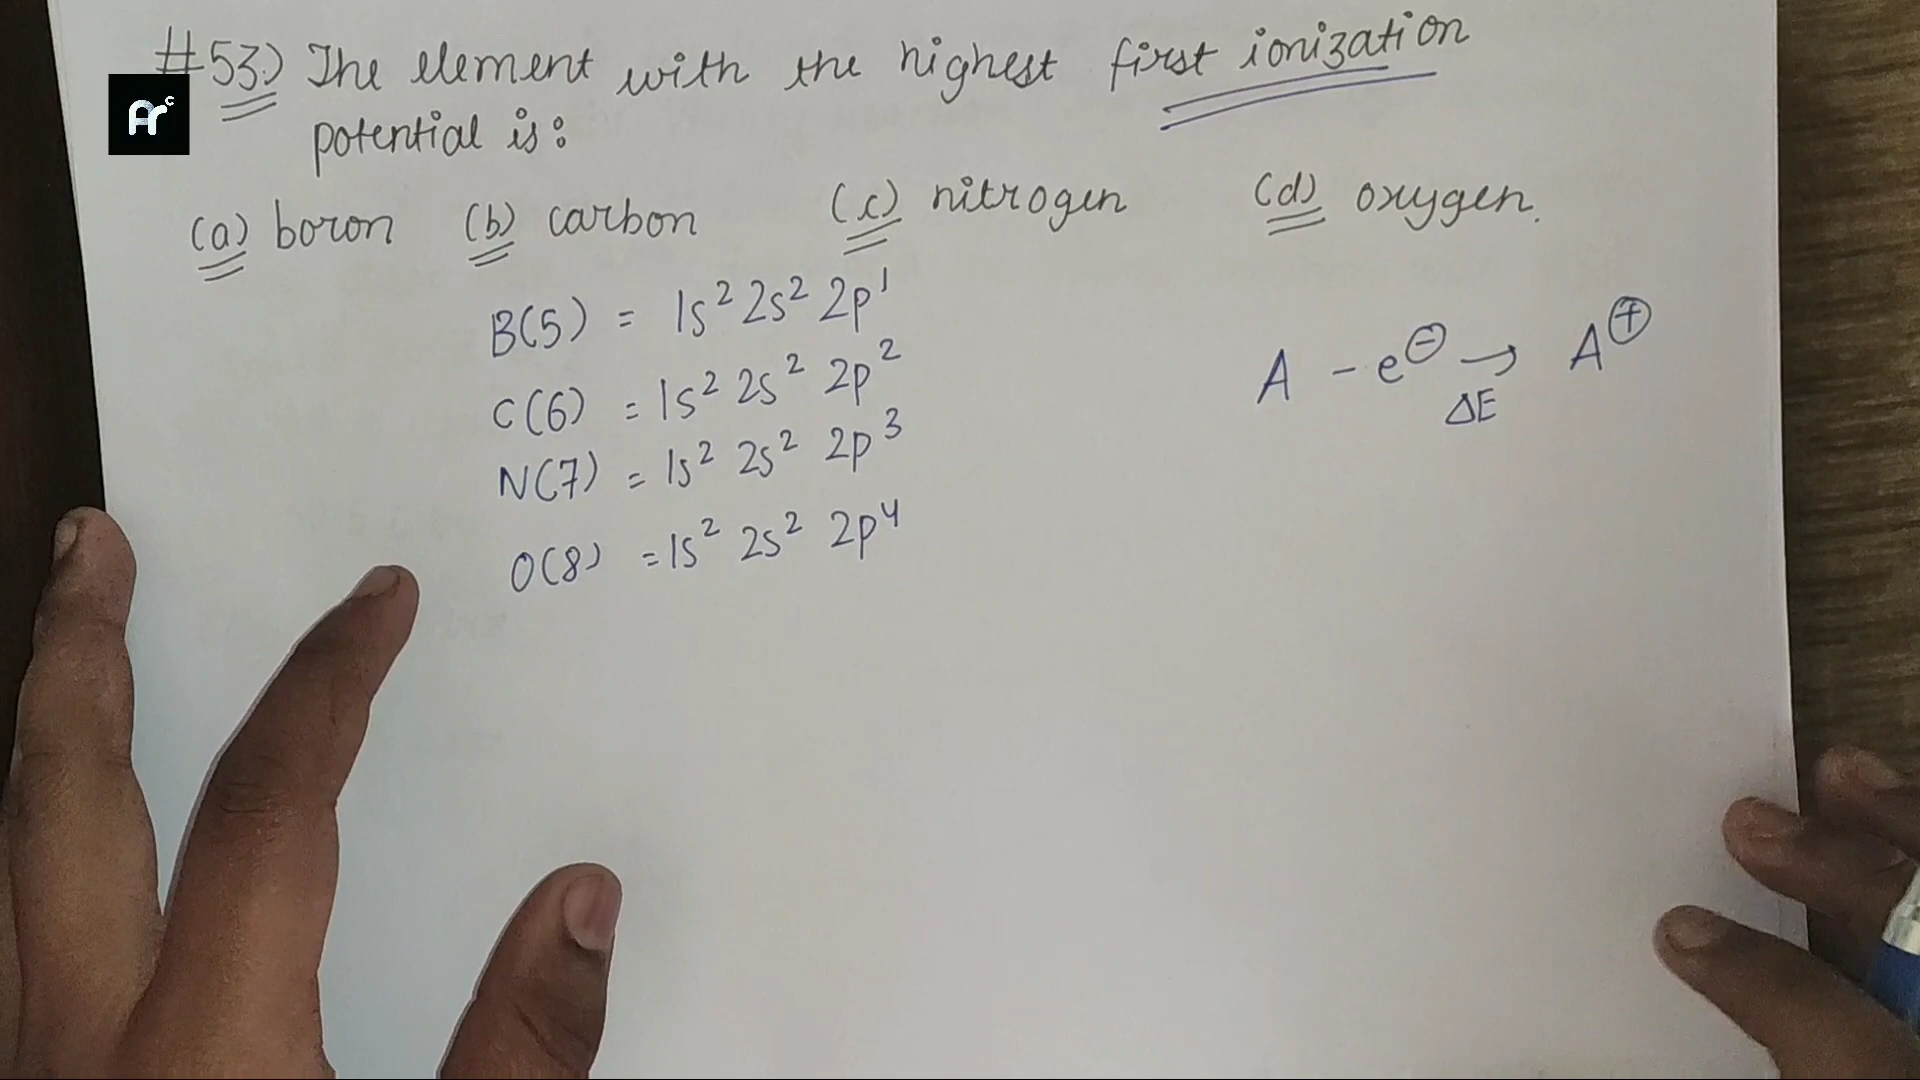 #53.) The element with the highest first ionization
Arc
potential is:
(a) boron (b) carbon (c) nitrogen (d) oxygen.
B(5) = 1s² 2s² 2p¹
C(6) = 1s² 2s² 2p²
A - e⊖ → A⊕
ΔE
N(7) = 1s² 2s² 2p³
O(8) = 1s² 2s² 2p⁴